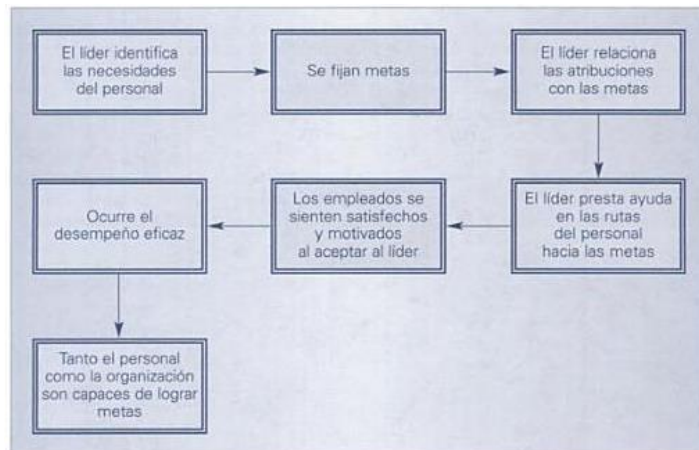 El líder identifica
las necesidades
del personal
Se fijan metas
El líder relaciona
las atribuciones
con las metas
El líder presta ayuda
en las rutas
del personal
hacia las metas
Los empleados se
sienten satisfechos
y motivados
al aceptar al líder
Ocurre el
desempeño eficaz
Tanto el personal
como la organización
son capaces de lograr
metas